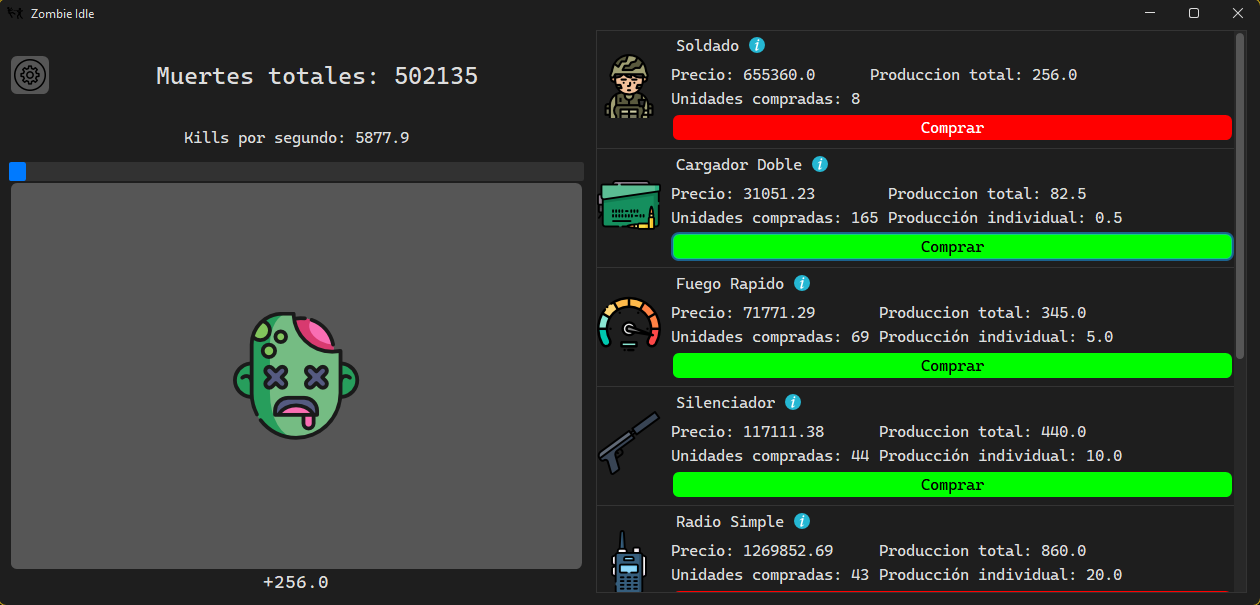 Zombie Idle
Muertes totales: 502135
Kills por segundo: 5877.9
+256.0
Soldado i
Precio: 655360.0 Produccion total: 256.0
Unidades compradas: 8
Comprar
Cargador Doble i
Precio: 31051.23 Produccion total: 82.5
Unidades compradas: 165 Producción individual: 0.5
Comprar
Fuego Rapido i
Precio: 71771.29 Produccion total: 345.0
Unidades compradas: 69 Producción individual: 5.0
Comprar
Silenciador i
Precio: 117111.38 Produccion total: 440.0
Unidades compradas: 44 Producción individual: 10.0
Comprar
Radio Simple i
Precio: 1269852.69 Produccion total: 860.0
Unidades compradas: 43 Producción individual: 20.0